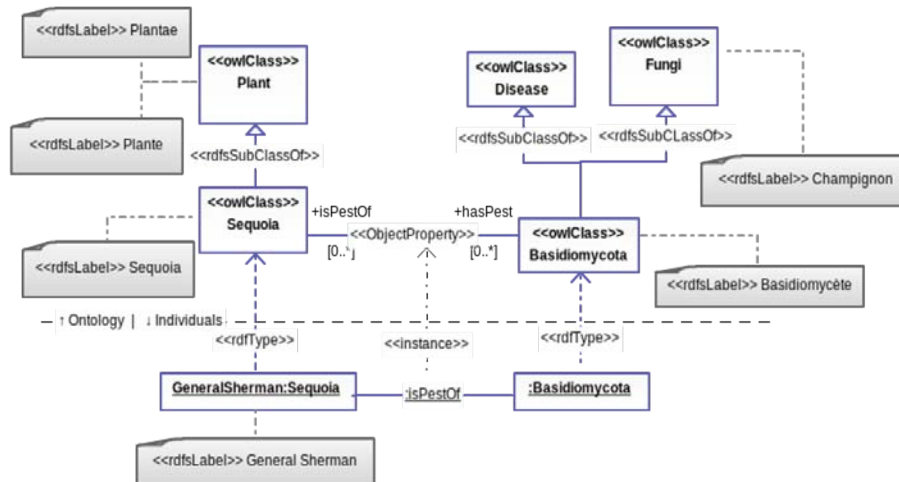 <<rdfsLabel>> Plantae
<<owlClass>>
Plant
<<owlClass>>
Disease
<<owlClass>>
Fungi
<<rdfsLabel>> Plante
<<rdfsSubClassOf>>
<<rdfsSubClassOf>>
<<rdfsSubCLassOf>>
<<rdfsLabel>> Champignon
<<owlClass>>
Sequoia
+isPestOf
+hasPest
<<ObjectProperty>>
[0..*]
[0..*]
<<owlClass>>
Basidiomycota
<<rdfsLabel>> Sequoia
<<rdfsLabel>> Basidiomycète
↑ Ontology | ↓ Individuals
<<rdfType>>
<<instance>>
<<rdfType>>
GeneralSherman:Sequoia
:isPestOf
:Basidiomycota
<<rdfsLabel>> General Sherman